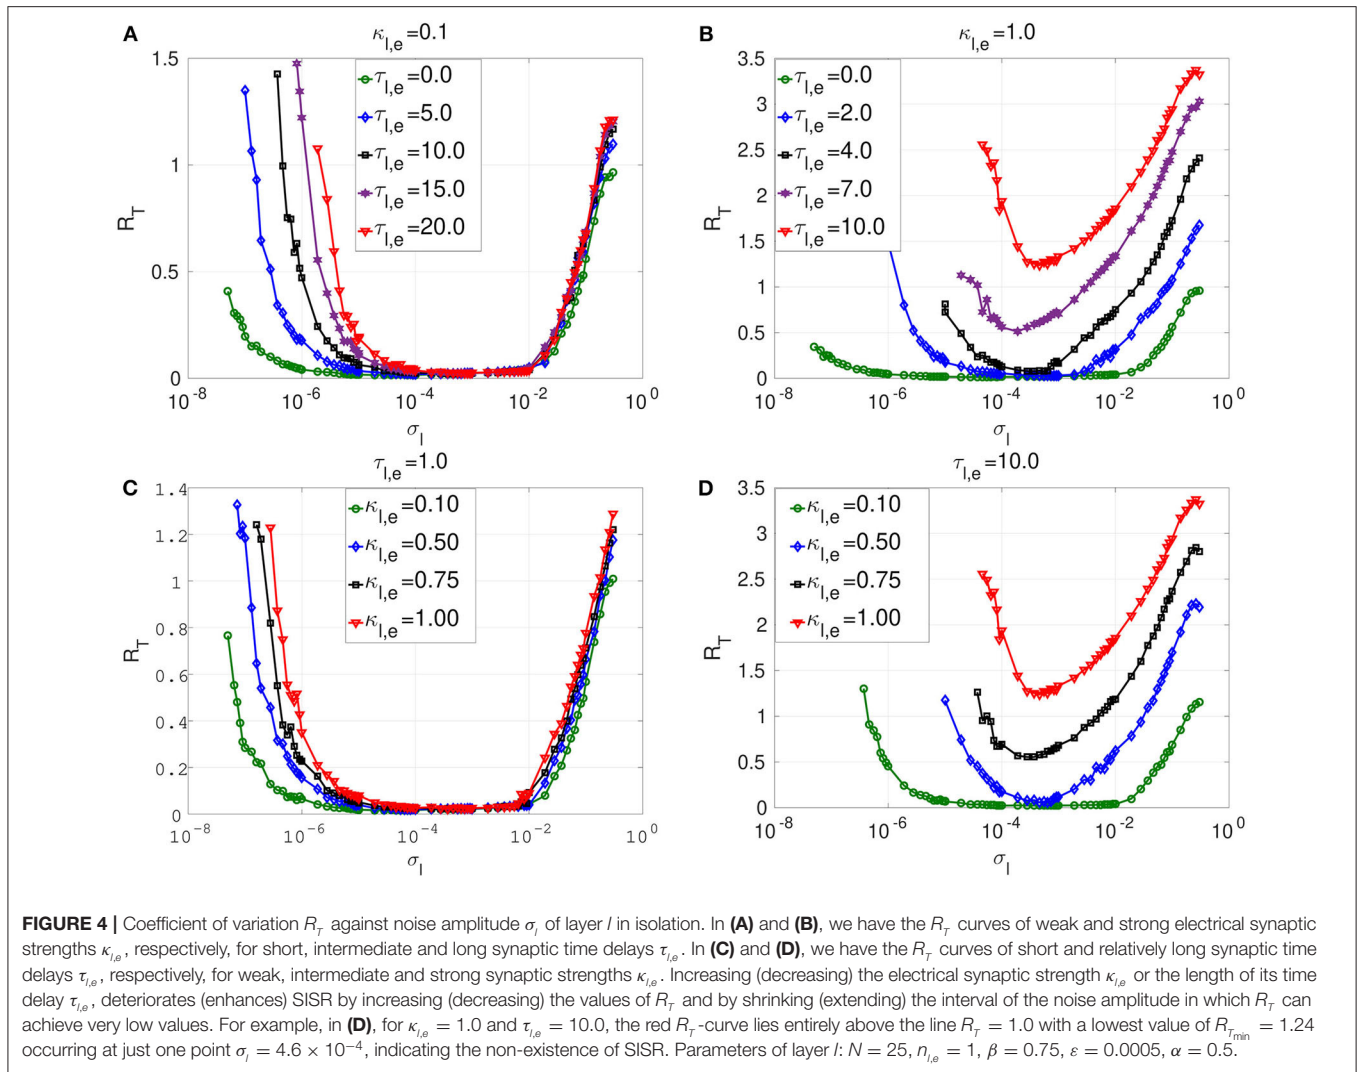 A
κl,e=0.1
1.5
1
0.5
0
RT
10-8
10-6
10-4
10-2
100
σl
τl,e=0.0
τl,e=5.0
τl,e=10.0
τl,e=15.0
τl,e=20.0
B
κl,e=1.0
3.5
3
2.5
2
1.5
1
0.5
0
RT
10-8
10-6
10-4
10-2
100
σl
τl,e=0.0
τl,e=2.0
τl,e=4.0
τl,e=7.0
τl,e=10.0
C
τl,e=1.0
1.4
1.2
1
0.8
0.6
0.4
0.2
0
RT
10-8
10-6
10-4
10-2
100
σl
κl,e=0.10
κl,e=0.50
κl,e=0.75
κl,e=1.00
D
τl,e=10.0
3.5
3
2.5
2
1.5
1
0.5
0
RT
10-8
10-6
10-4
10-2
100
σl
κl,e=0.10
κl,e=0.50
κl,e=0.75
κl,e=1.00
FIGURE 4 | Coefficient of variation RT against noise amplitude σl of layer l in isolation. In (A) and (B), we have the RT curves of weak and strong electrical synaptic
strengths κl,e, respectively, for short, intermediate and long synaptic time delays τl,e. In (C) and (D), we have the RT curves of short and relatively long synaptic time
delays τl,e, respectively, for weak, intermediate and strong synaptic strengths κl,e. Increasing (decreasing) the electrical synaptic strength κl,e or the length of its time
delay τl,e, deteriorates (enhances) SISR by increasing (decreasing) the values of RT and by shrinking (extending) the interval of the noise amplitude in which RT can
achieve very low values. For example, in (D), for κl,e = 1.0 and τl,e = 10.0, the red RT-curve lies entirely above the line RT = 1.0 with a lowest value of RTmin = 1.24
occurring at just one point σl = 4.6 × 10−4, indicating the non-existence of SISR. Parameters of layer l: N = 25, nl,e = 1, β = 0.75, ε = 0.0005, α = 0.5.